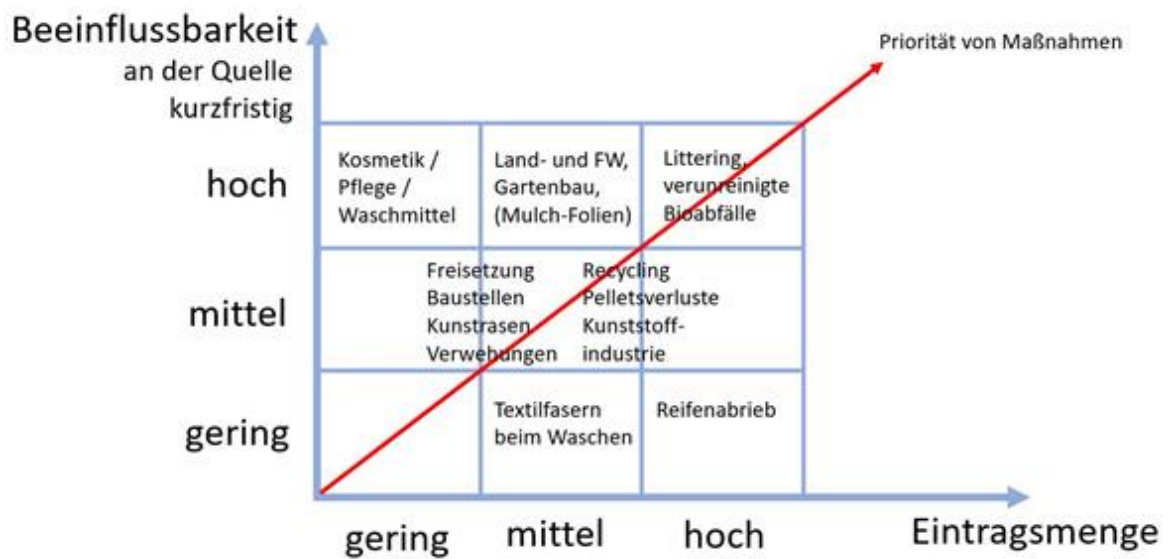 Beeinflussbarkeit
an der Quelle
kurzfristig
Priorität von Maßnahmen
hoch
Kosmetik /
Pflege /
Waschmittel
Land- und FW,
Gartenbau,
(Mulch-Folien)
Littering,
verunreinigte
Bioabfälle
mittel
Freisetzung
Baustellen
Kunstrasen
Verwehungen
Recycling
Pelletsverluste
Kunststoff-
industrie
gering
Textilfasern
beim Waschen
Reifenabrieb
gering
mittel
hoch
Eintragsmenge